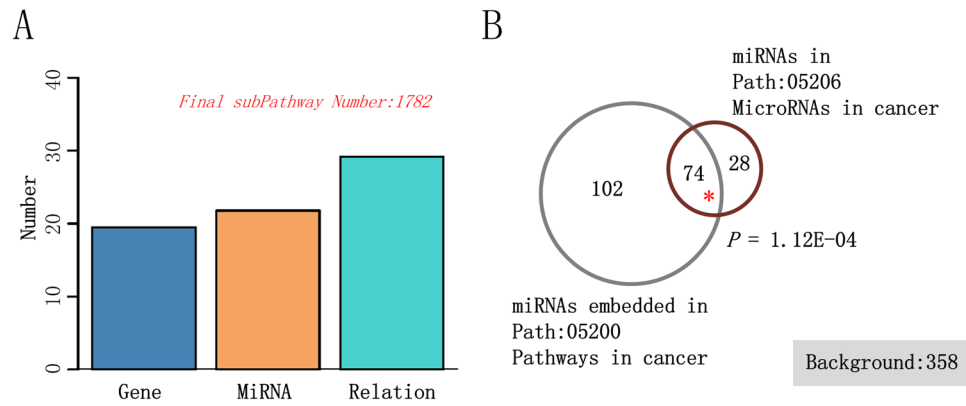 A
Number
40
30
20
10
0
Final subPathway Number:1782
Gene MiRNA Relation
B
miRNAs in
Path:05206
MicroRNAs in cancer
102
74
28
*
P = 1.12E-04
miRNAs embedded in
Path:05200
Pathways in cancer
Background:358